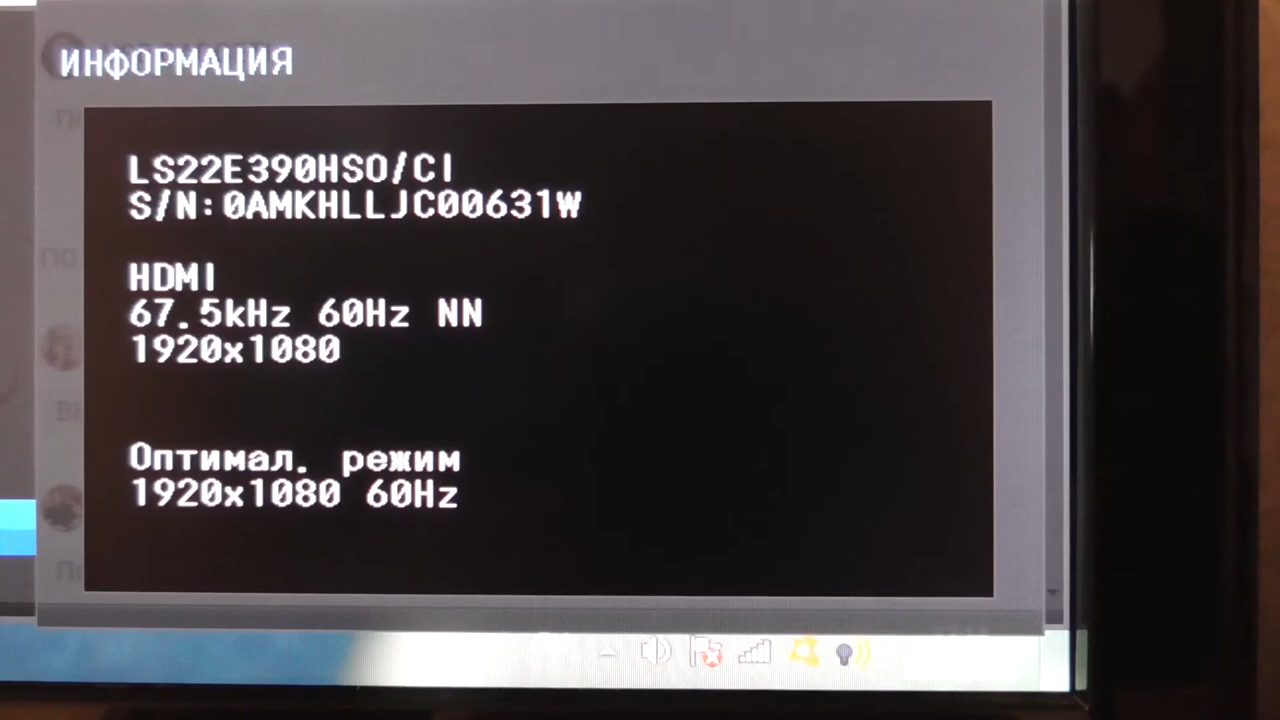 ИНФОРМАЦИЯ
LS22E390HSO/CI
S/N:0AMKHLLJC00631W
HDMI
67.5kHz 60Hz NN
1920x1080
Оптимал. режим
1920x1080 60Hz